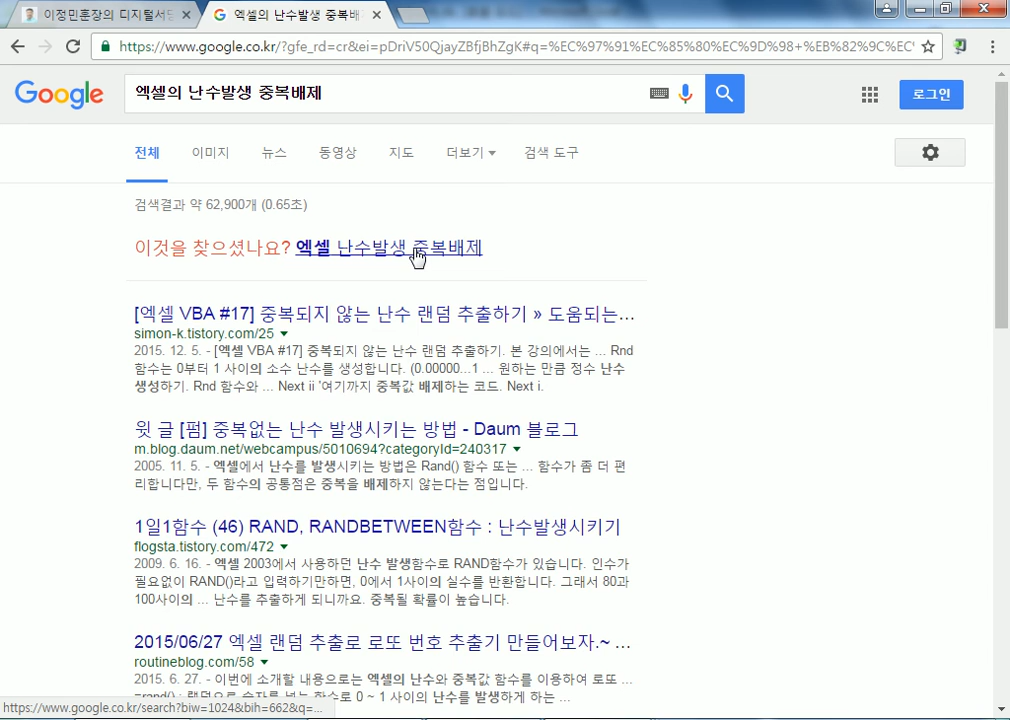 이정민훈장의 디지털서당
엑셀의 난수발생 중복배제
https://www.google.co.kr/?gfe_rd=cr&ei=pDriV50QjayZBfjBhZgK#q=%EC%97%91%EC%85%80%EC%9D%98+%EB%82%9C%EC%
Google
엑셀의 난수발생 중복배제
로그인
전체 이미지 뉴스 동영상 지도 더보기 검색 도구
검색결과 약 62,900개 (0.65초)
이것을 찾으셨나요? 엑셀 난수발생 중복배제
[엑셀 VBA #17] 중복되지 않는 난수 랜덤 추출하기 » 도움되는...
simon-k.tistory.com/25
2015. 12. 5. - [엑셀 VBA #17] 중복되지 않는 난수 랜덤 추출하기. 본 강의에서는 ... Rnd
함수는 0부터 1 사이의 소수 난수를 생성합니다. (0.00000...1 ... 원하는 만큼 정수 난수
생성하기. Rnd 함수와 ... Next ii '여기까지 중복값 배제하는 코드. Next i.
윗 글 [펌] 중복없는 난수 발생시키는 방법 - Daum 블로그
m.blog.daum.net/webcampus/5010694?categoryId=240317
2005. 11. 5. - 엑셀에서 난수를 발생시키는 방법은 Rand() 함수 또는 ... 함수가 좀 더 편
리합니다만, 두 함수의 공통점은 중복을 배제하지 않는다는 점입니다.
1일1함수 (46) RAND, RANDBETWEEN함수 : 난수발생시키기
flogsta.tistory.com/472
2009. 6. 16. - 엑셀 2003에서 사용하던 난수 발생함수로 RAND함수가 있습니다. 인수가
필요없이 RAND()라고 입력하기만하면, 0에서 1사이의 실수를 반환합니다. 그래서 80과
100사이의 ... 난수를 추출하게 되니까요. 중복될 확률이 높습니다.
2015/06/27 엑셀 랜덤 추출로 로또 번호 추출기 만들어보자.~ ...
routineblog.com/58
2015. 6. 27. - 이번에 소개할 내용으로는 엑셀의 난수와 중복값 함수를 이용하여 로또 ...
=rand() : 랜덤으로 숫자를 넣는 함수로 0 ~ 1 사이의 난수를 발생하게 하는 ...
https://www.google.co.kr/search?biw=1024&bih=662&q=...